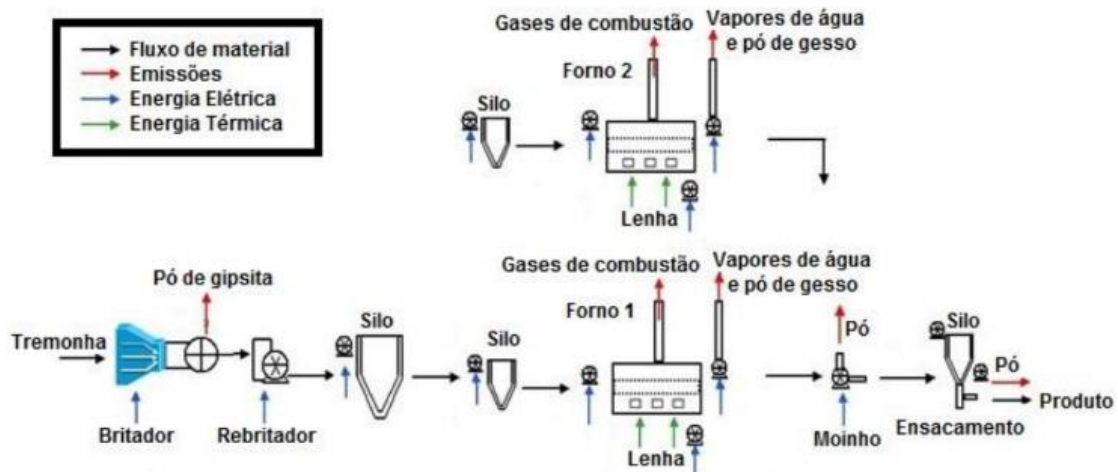 Fluxo de material
Emissões
Energia Elétrica
Energia Térmica
Gases de combustão
Vapores de água
e pó de gesso
Forno 2
Silo
Lenha
Gases de combustão
Vapores de água
e pó de gesso
Pó de gipsita
Forno 1
Tremonha
Silo
Silo
Pó
Silo
Pó
Produto
Britador
Rebritador
Lenha
Moinho
Ensacamento